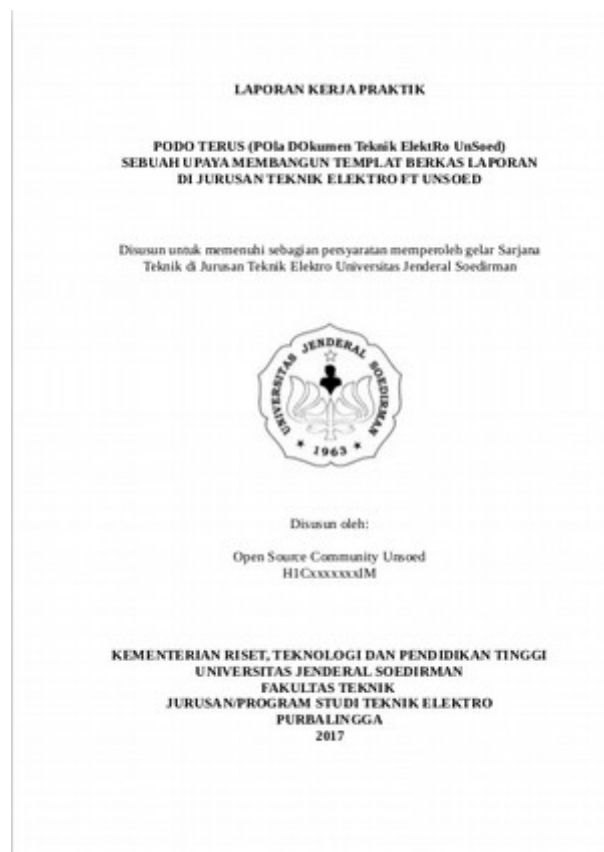 LAPORAN KERJA PRAKTIK
PODO TERUS (POla DOkumen Teknik ElektRo UnSoed)
SEBUAH UPAYA MEMBANGUN TEMPLAT BERKAS LAPORAN
DI JURUSAN TEKNIK ELEKTRO FT UNSOED
Disusun untuk memenuhi sebagian persyaratan memperoleh gelar Sarjana
Teknik di Jurusan Teknik Elektro Universitas Jenderal Soedirman
UNIVERSITAS JENDERAL SOEDIRMAN
1963
Disusun oleh:
Open Source Community Unsoed
H1CxxxxxxxIM
KEMENTERIAN RISET, TEKNOLOGI DAN PENDIDIKAN TINGGI
UNIVERSITAS JENDERAL SOEDIRMAN
FAKULTAS TEKNIK
JURUSAN/PROGRAM STUDI TEKNIK ELEKTRO
PURBALINGGA
2017